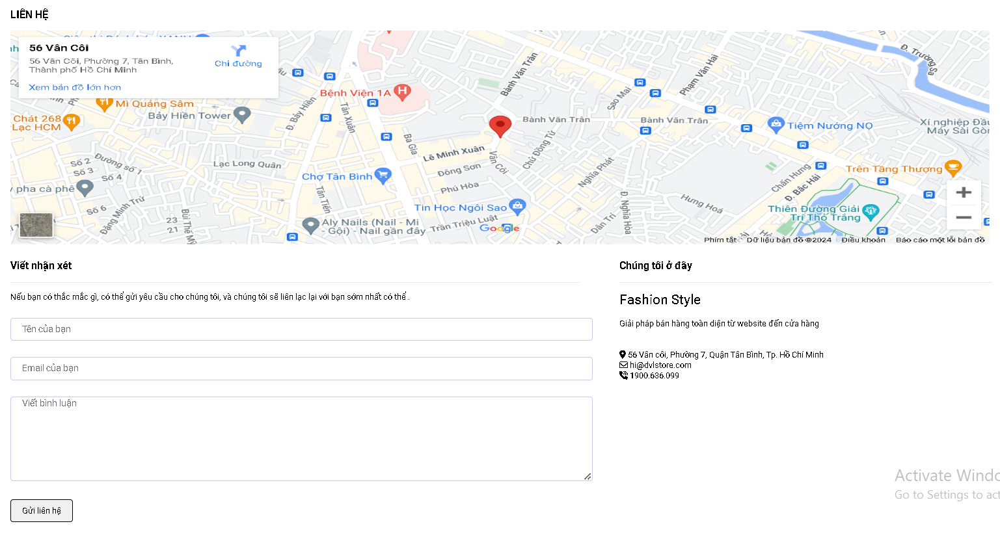 LIÊN HỆ
56 Vân Côi
56 Vân Côi, Phường 7, Tân Bình,
Thành phố Hồ Chí Minh
Chỉ đường
Xem bản đồ lớn hơn
Đ. Trường Sa
Phạm Văn Hai
Bành Văn Trân
Sao Mai
Bệnh Viện 1A
Đ. Bảy Hiền
Tân Xuân
Mì Quảng Sâm
Bảy Hiền Tower
Chát 268
Lạc HCM
Bành Văn Trân
Bành Văn Trân
Tiệm Nướng NO
Xí nghiệp Đầu
Máy Sài Gòn
Ba Gia
Lê Minh Xuân
Vân Côi
Chử Đồng Tử
Nghĩa Phát
Đường số 1
Số 2
Số 3
Số 4
Lạc Long Quân
Đông Sơn
Chợ Tân Bình
Chấn Hưng
Đ. Bắc Hải
Trên Tầng Thượng
y pha cà phê
Phú Hòa
Tân Tiến
Đ. Nghĩa Hòa
Hưng Hoá
Số 6
Đặng Minh Trứ
Bùi Thế Mỹ
23
21
Tin Học Ngôi Sao
Thiên Đường Giải
Trí Thỏ Trắng
Aly Nails (Nail - Mi
- Gội) - Nail gần đây
Trần Triệu Luật
Dân Trí
Google
Phím tắt
Dữ liệu bản đồ ©2024
Điều khoản
Báo cáo một lỗi bản đồ
Viết nhận xét
Nếu bạn có thắc mắc gì, có thể gửi yêu cầu cho chúng tôi, và chúng tôi sẽ liên lạc lại với bạn sớm nhất có thể .
Tên của bạn
Email của bạn
Viết bình luận
Gửi liên hệ
Chúng tôi ở đây
Fashion Style
Giải pháp bán hàng toàn diện từ website đến cửa hàng
56 Vân côi, Phường 7, Quận Tân Bình, Tp. Hồ Chí Minh
hi@dvlstore.com
1900.636.099
Activate Windo
Go to Settings to act